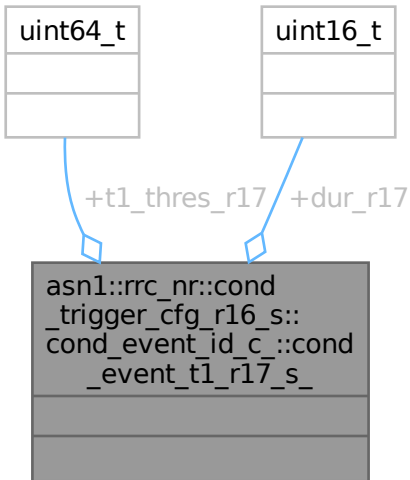 uint64_t
uint16_t
+t1_thres_r17
+dur_r17
asn1::rrc_nr::cond
_trigger_cfg_r16_s::
cond_event_id_c_::cond
_event_t1_r17_s_